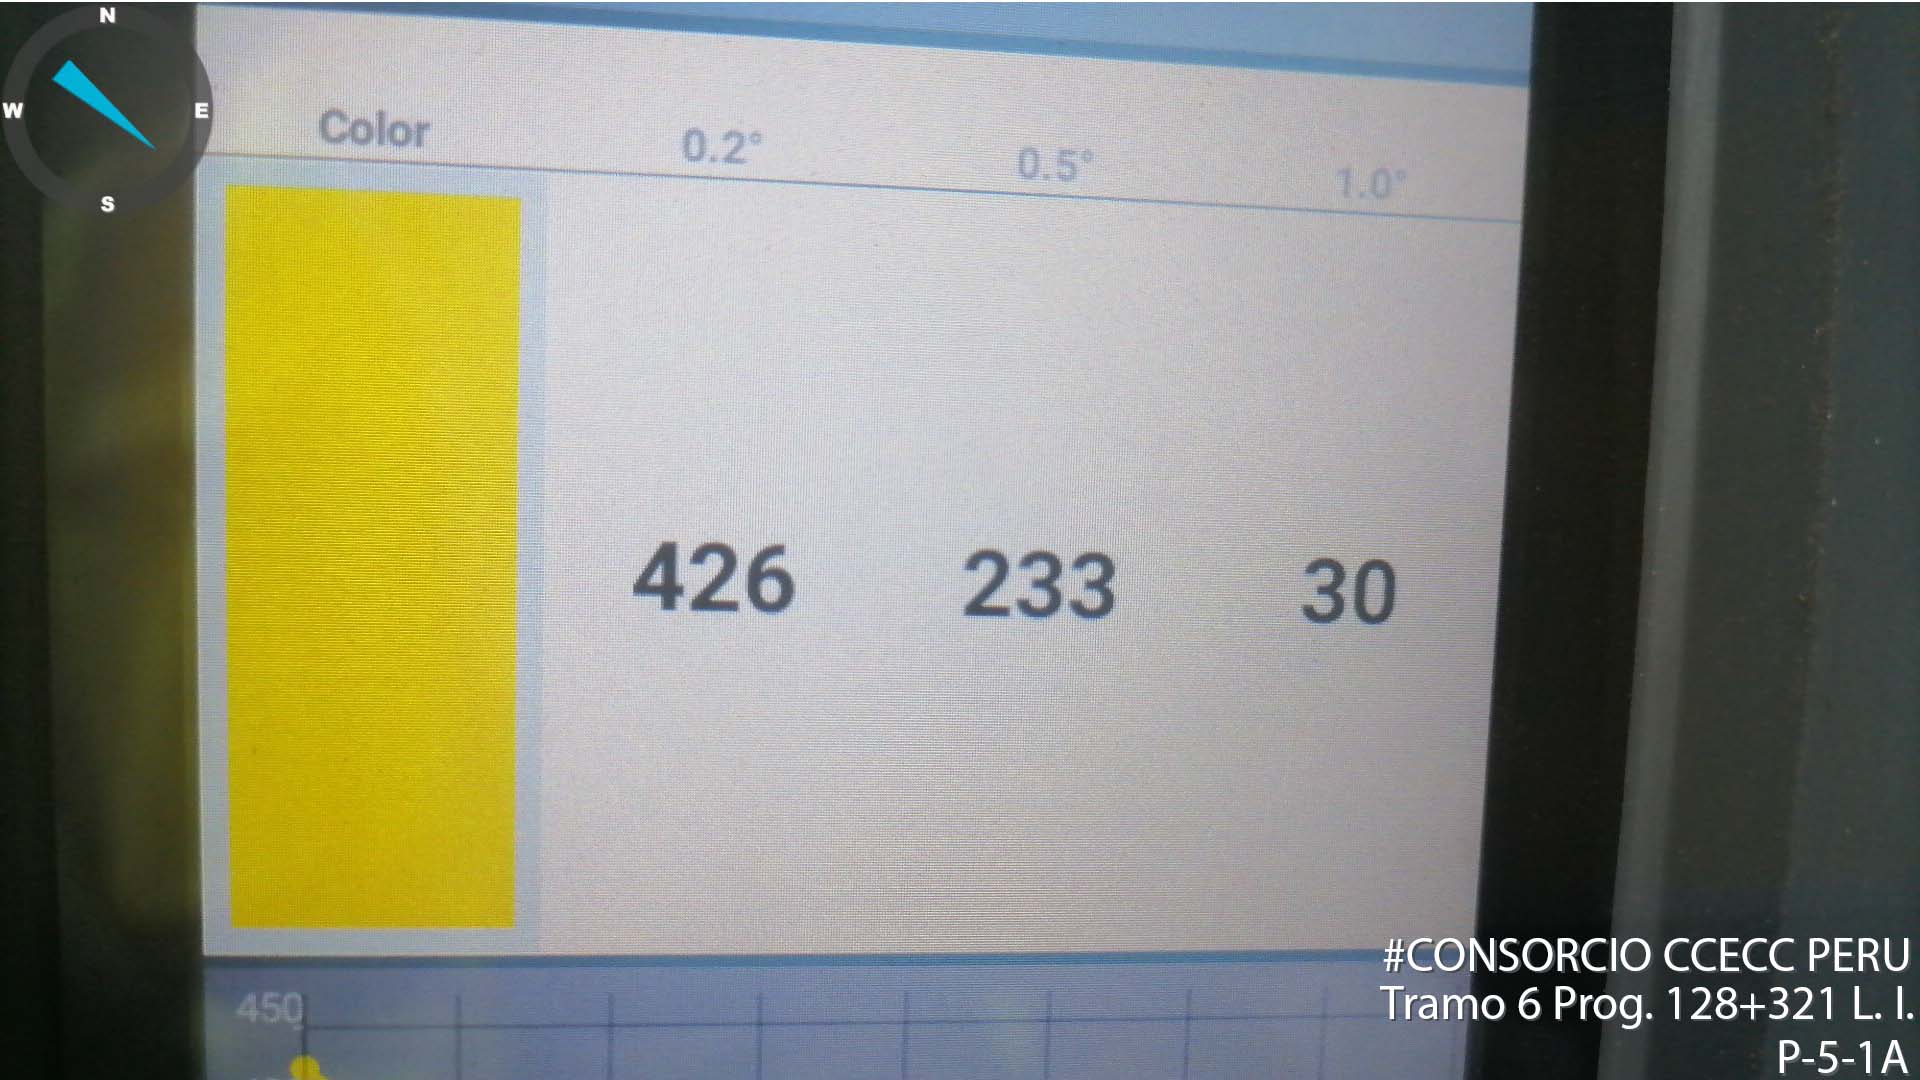 N
W
E
S
Color 0.2° 0.5° 1.0°
426 233 30
450
#CONSORCIO CCECC PERU
Tramo 6 Prog. 128+321 L. I.
P-5-1A